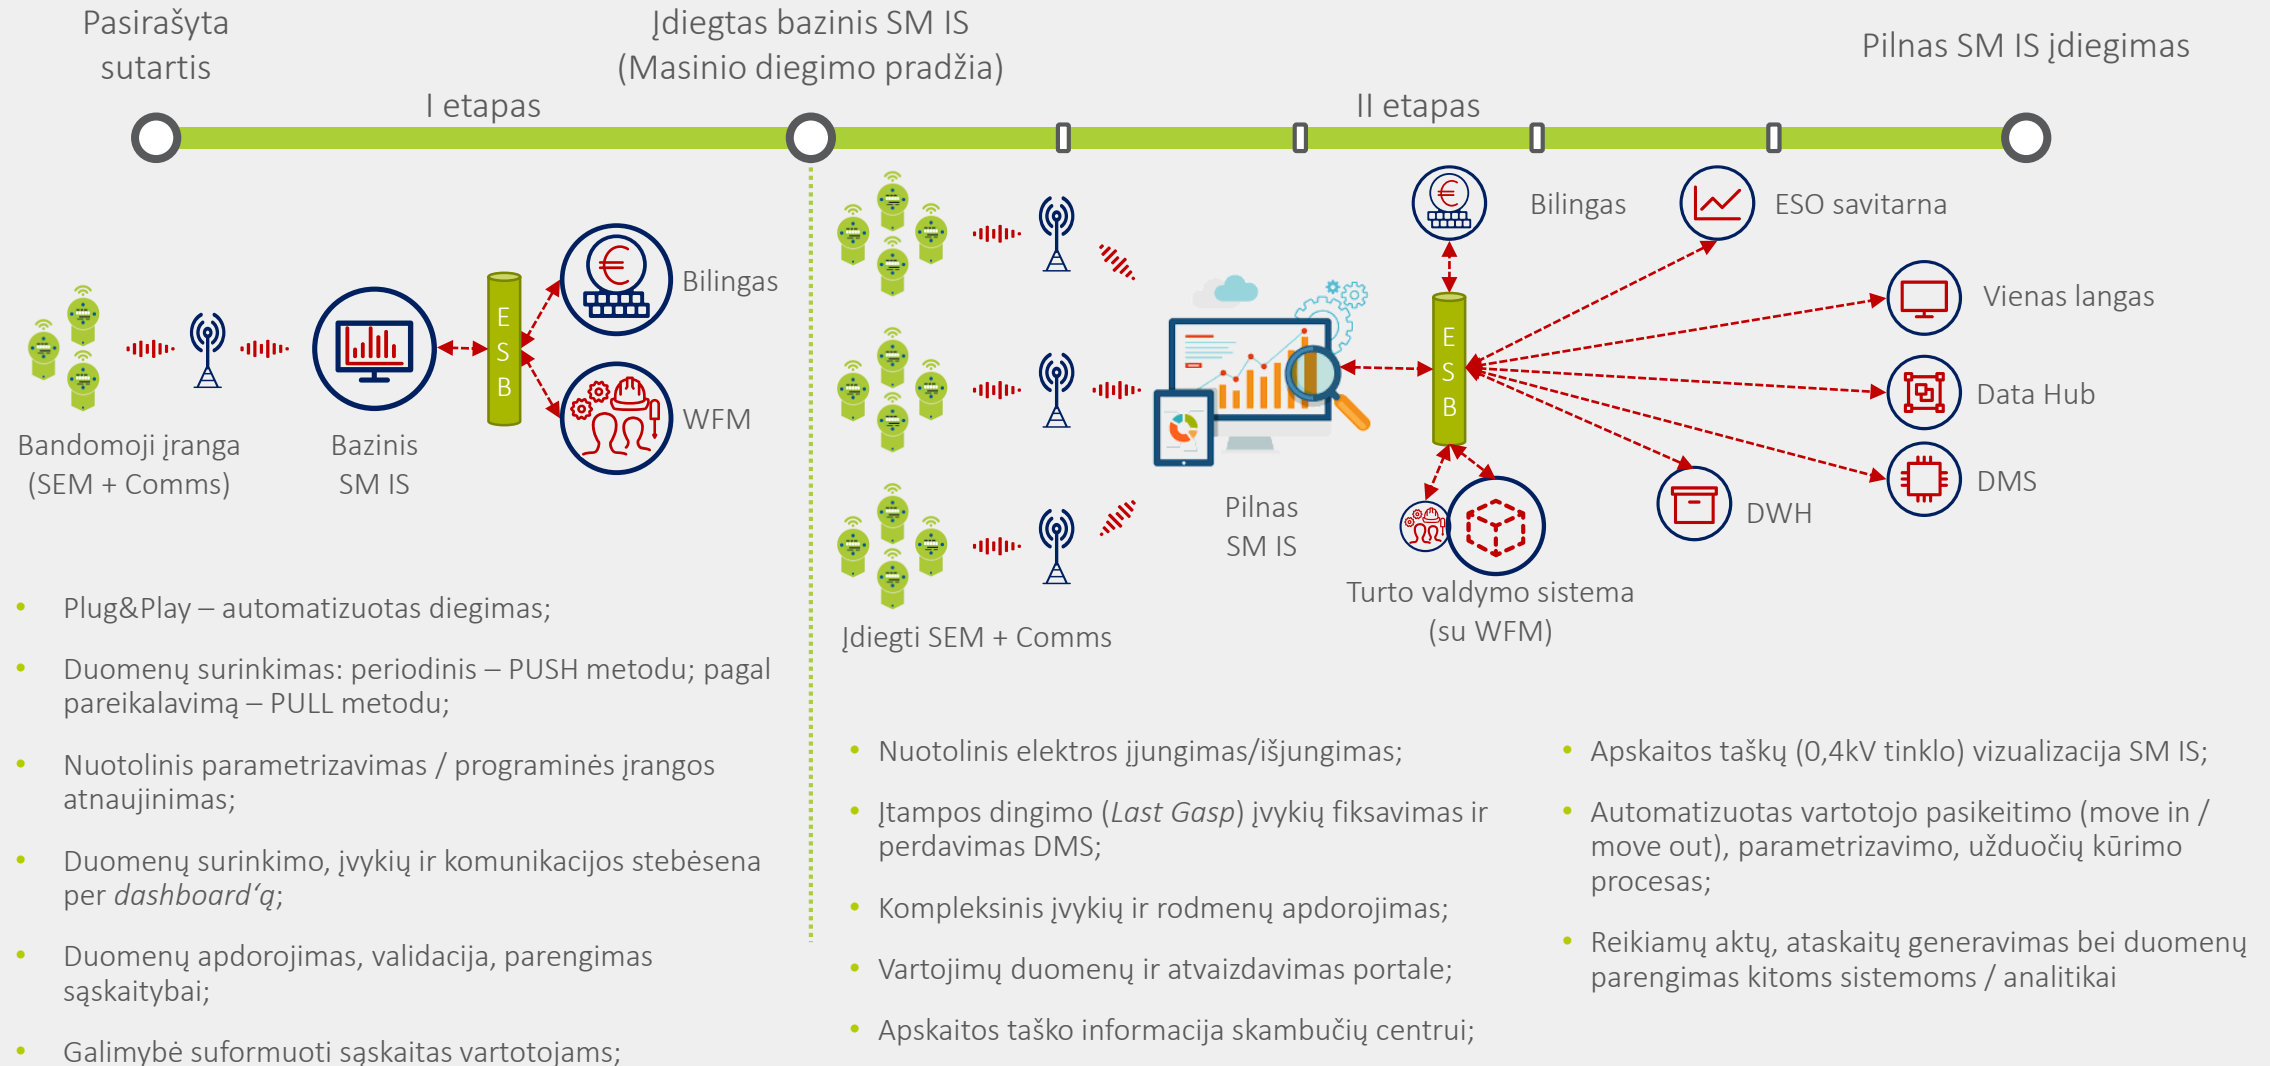 Pasirašyta
sutartis
Įdiegtas bazinis SM IS
(Masinio diegimo pradžia)
Pilnas SM IS įdiegimas
I etapas
II etapas
Bandomoji įranga
(SEM + Comms)
Bazinis
SM IS
E
S
B
Bilingas
WFM
Įdiegti SEM + Comms
Pilnas
SM IS
E
S
B
Bilingas
ESO savitarna
Vienas langas
Data Hub
DMS
DWH
Turto valdymo sistema
(su WFM)
• Plug&Play – automatizuotas diegimas;
• Duomenų surinkimas: periodinis – PUSH metodu; pagal
pareikalavimą – PULL metodu;
• Nuotolinis parametrizavimas / programinės įrangos
atnaujinimas;
• Duomenų surinkimo, įvykių ir komunikacijos stebėsena
per dashboard‘ą;
• Duomenų apdorojimas, validacija, parengimas
sąskaitybai;
• Galimybė suformuoti sąskaitas vartotojams;
• Nuotolinis elektros įjungimas/išjungimas;
• Įtampos dingimo (Last Gasp) įvykių fiksavimas ir
perdavimas DMS;
• Kompleksinis įvykių ir rodmenų apdorojimas;
• Vartojimų duomenų ir atvaizdavimas portale;
• Apskaitos taško informacija skambučių centrui;
• Apskaitos taškų (0,4kV tinklo) vizualizacija SM IS;
• Automatizuotas vartotojo pasikeitimo (move in /
move out), parametrizavimo, užduočių kūrimo
procesas;
• Reikiamų aktų, ataskaitų generavimas bei duomenų
parengimas kitoms sistemoms / analitikai